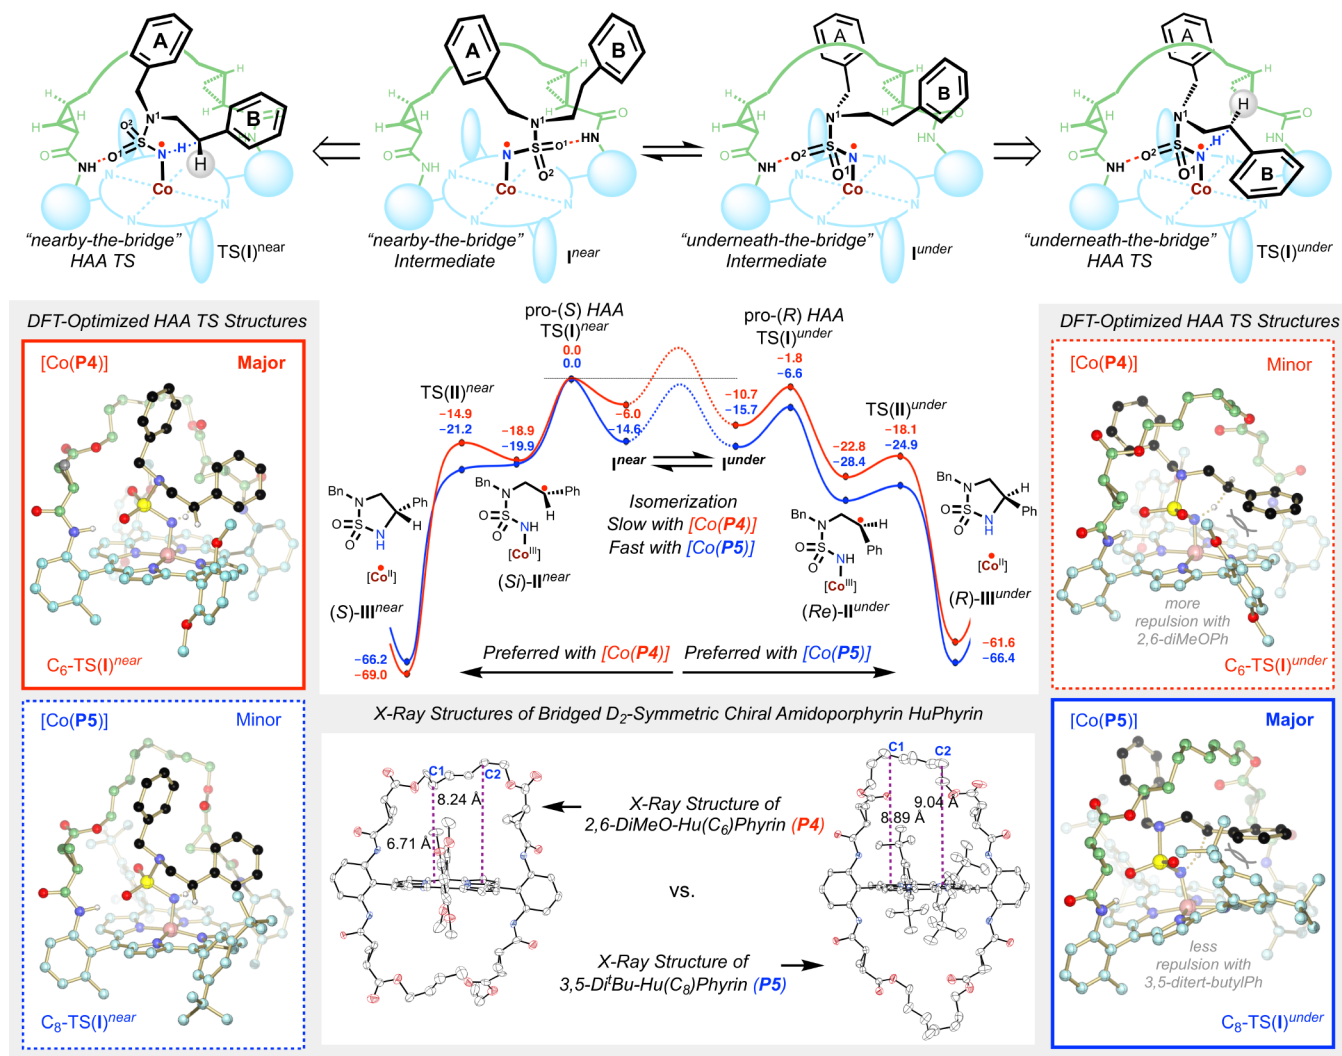 A
B
H
H
H
H
H
N
O²
S
O¹
N
H
H
O
NH
HN
O
Co
N
N
N
"nearby-the-bridge"
HAA TS
TS(I)near
A
B
H
H
H
H
O
NH
N¹
N
S
O¹
O²
HN
O
Co
N
N
"nearby-the-bridge"
Intermediate
Inear
A
B
H
H
H
H
O
NH
N¹
O²
S
N
O¹
HN
O
Co
N
N
"underneath-the-bridge"
Intermediate
Iunder
A
B
H
H
H
H
H
O
NH
N¹
O²
S
N
H
O¹
HN
O
Co
N
N
"underneath-the-bridge"
HAA TS
TS(I)under
DFT-Optimized HAA TS Structures
[Co(P4)]
Major
C6-TS(I)near
[Co(P5)]
Minor
C8-TS(I)near
pro-(S) HAA
TS(I)near
0.0
0.0
pro-(R) HAA
TS(I)under
−1.8
−6.6
TS(II)near
−14.9
−21.2
−18.9
−19.9
−6.0
−14.6
−10.7
−15.7
TS(II)under
−18.1
−24.9
−22.8
−28.4
Inear
Iunder
Isomerization
Slow with [Co(P4)]
Fast with [Co(P5)]
Bn
N
Ph
O
S
H
O
N
H
[CoII]
(S)-IIInear
Bn
N
Ph
H
O
S
NH
O
[CoIII]
(Si)-IInear
Bn
N
H
Ph
O
S
NH
O
[CoIII]
(Re)-IIunder
Bn
N
H
Ph
O
S
N
H
O
[CoII]
(R)-IIIunder
−66.2
−69.0
−61.6
−66.4
Preferred with [Co(P4)]
Preferred with [Co(P5)]
X-Ray Structures of Bridged D2-Symmetric Chiral Amidoporphyrin HuPhyrin
C1
C2
8.24 Å
6.71 Å
X-Ray Structure of
2,6-DiMeO-Hu(C6)Phyrin (P4)
vs.
X-Ray Structure of
3,5-DitBu-Hu(C8)Phyrin (P5)
C1
C2
9.04 Å
8.89 Å
DFT-Optimized HAA TS Structures
[Co(P4)]
Minor
more
repulsion with
2,6-diMeOPh
C6-TS(I)under
[Co(P5)]
Major
less
repulsion with
3,5-ditert-butylPh
C8-TS(I)under